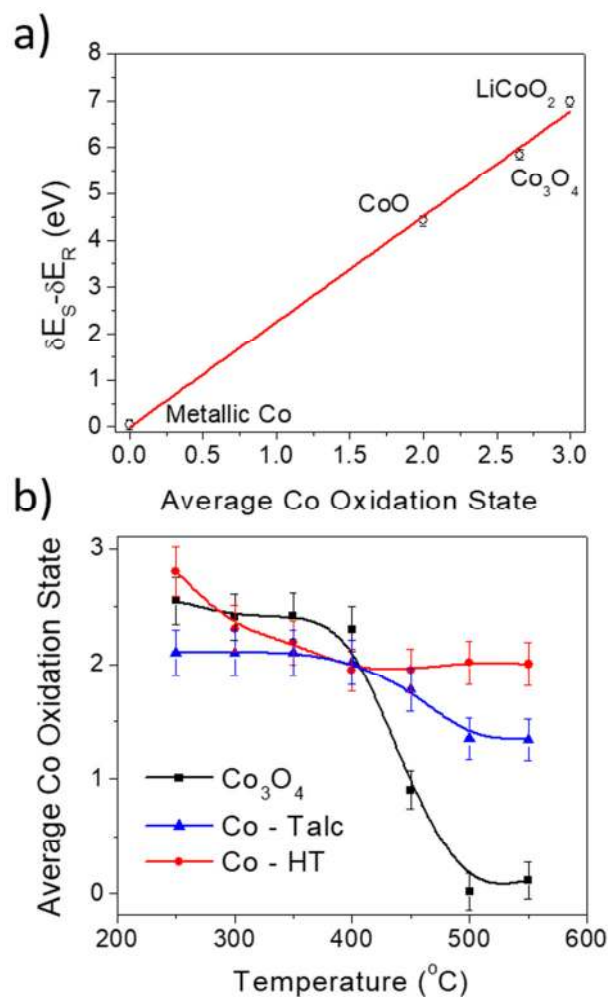 a)
8
7
6
5
4
3
2
1
0
δE_S-δE_R (eV)
LiCoO₂
Co₃O₄
CoO
Metallic Co
0.0 0.5 1.0 1.5 2.0 2.5 3.0
Average Co Oxidation State
b)
3
2
1
0
Average Co Oxidation State
Co₃O₄
Co - Talc
Co - HT
200 300 400 500 600
Temperature (°C)